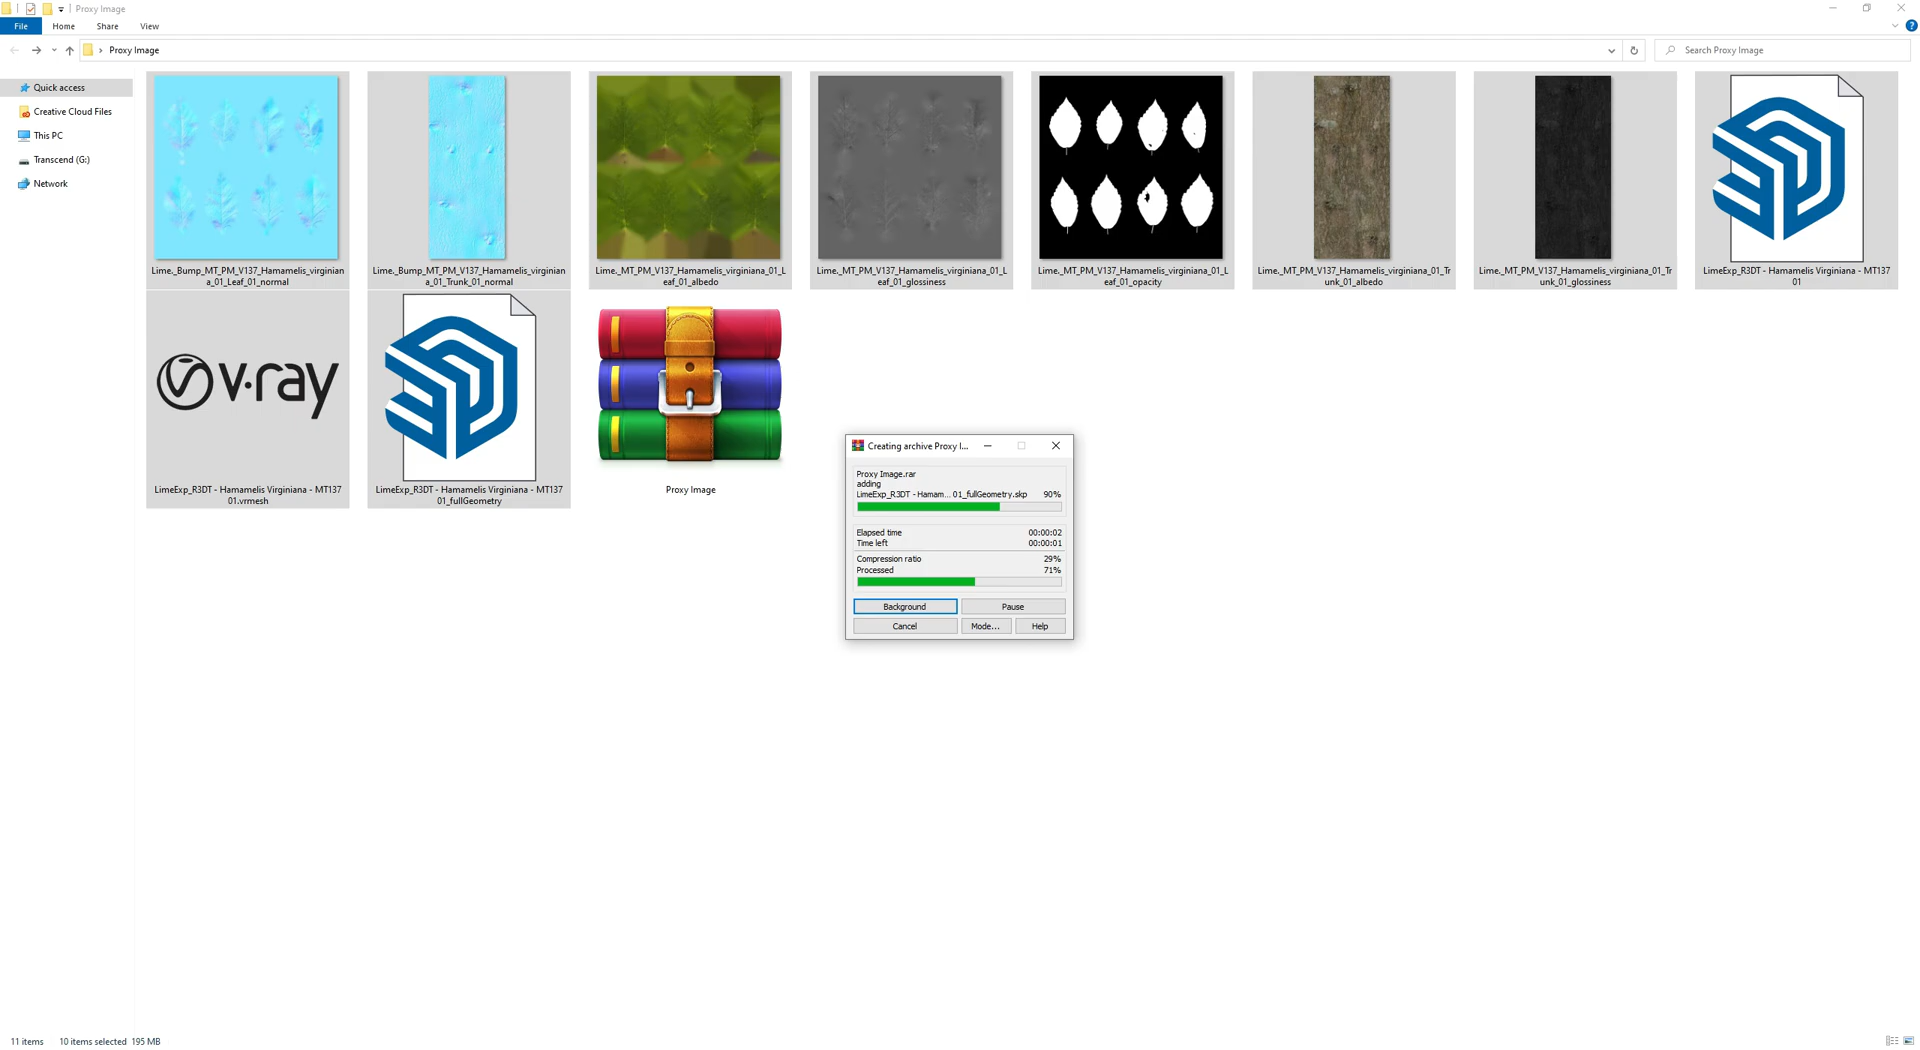 Proxy Image
File
Home
Share
View
Proxy Image
Search Proxy Image
Quick access
Creative Cloud Files
This PC
Transcend (G:)
Network
Lime._Bump_MT_PM_V137_Hamamelis_virginian
a_01_Leaf_01_normal
Lime._Bump_MT_PM_V137_Hamamelis_virginian
a_01_Trunk_01_normal
Lime._MT_PM_V137_Hamamelis_virginiana_01_L
eaf_01_albedo
Lime._MT_PM_V137_Hamamelis_virginiana_01_L
eaf_01_glossiness
Lime._MT_PM_V137_Hamamelis_virginiana_01_L
eaf_01_opacity
Lime._MT_PM_V137_Hamamelis_virginiana_01_Tr
unk_01_albedo
Lime._MT_PM_V137_Hamamelis_virginiana_01_Tr
unk_01_glossiness
LimeExp_R3DT - Hamamelis Virginiana - MT137
01
v·ray
LimeExp_R3DT - Hamamelis Virginiana - MT137
01.vrmesh
LimeExp_R3DT - Hamamelis Virginiana - MT137
01_fullGeometry
Proxy Image
Creating archive Proxy I...
Proxy Image.rar
adding
LimeExp_R3DT - Hamam... 01_fullGeometry.skp 90%
Elapsed time 00:00:02
Time left 00:00:01
Compression ratio 29%
Processed 71%
Background
Pause
Cancel
Mode...
Help
11 items
10 items selected 195 MB